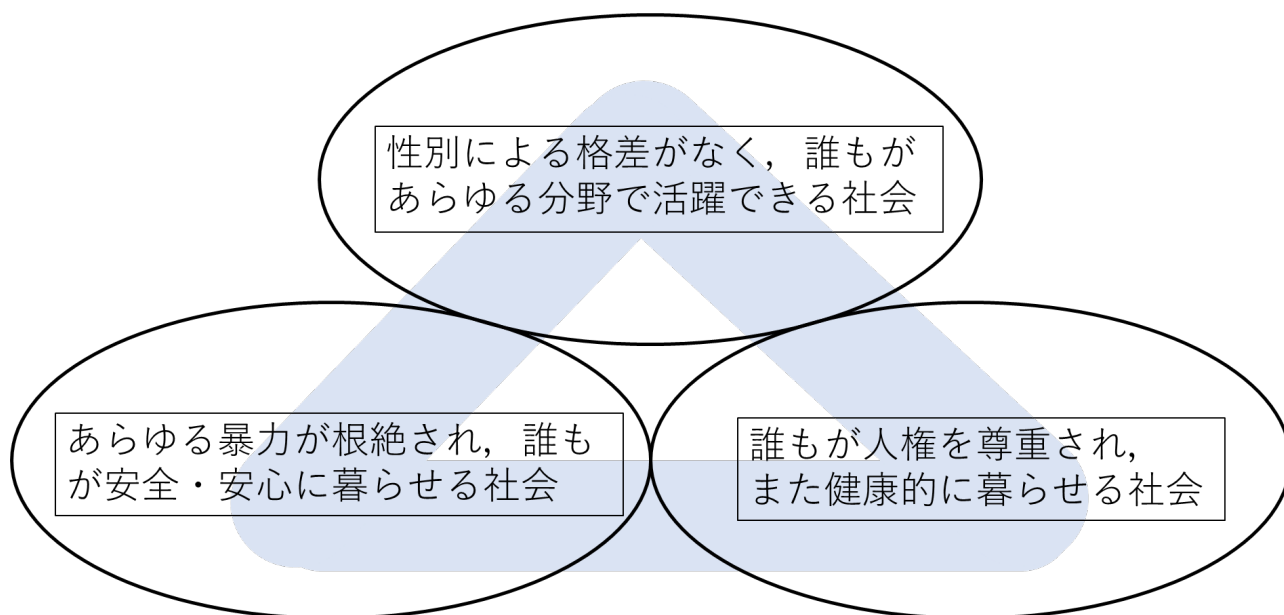 性別による格差がなく，誰もが
あらゆる分野で活躍できる社会
あらゆる暴力が根絶され，誰も
が安全・安心に暮らせる社会
誰もが人権を尊重され，
また健康的に暮らせる社会